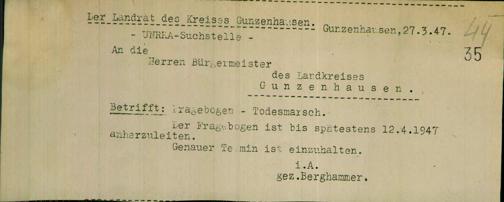 Der Landrat des Kreises Gunzenhausen.
Gunzenhausen,27.3.47.
44
- UNRRA-Suchstelle -
35
An die
Herren Bürgermeister
des Landkreises
Gunzenhausen.
Betrifft: Fragebogen - Todesmarsch.
Der Fragebogen ist bis spätestens 12.4.1947
anherzuleiten.
Genauer Termin ist einzuhalten.
i.A.
gez.Berghammer.